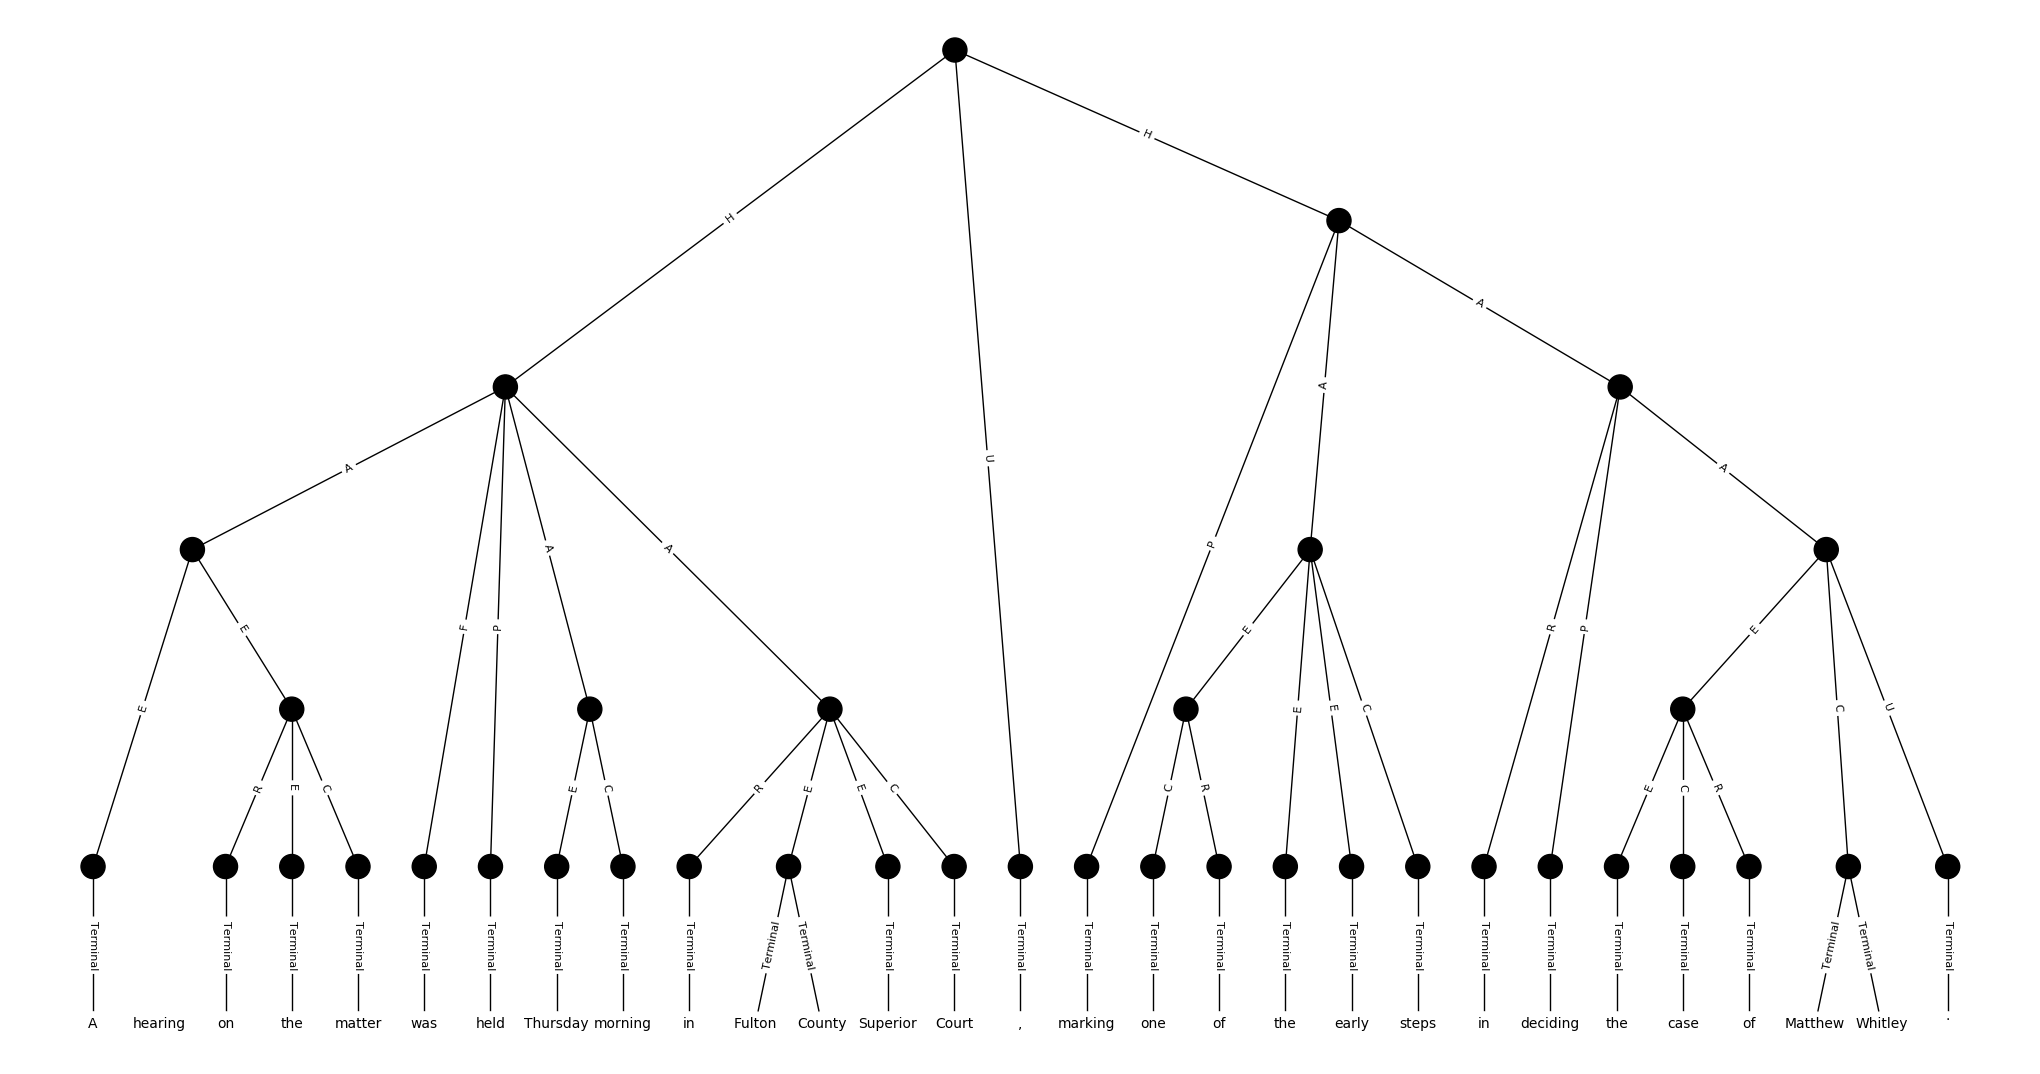 H
H
A
U
A
A
A
A
A
A
P
E
F
P
E
R
P
E
E
C
U
E
E
E
C
R
E
C
E
C
R
E
E
C
C
R
E
C
R
Terminal Terminal Terminal Terminal Terminal Terminal Terminal Terminal Terminal Terminal Terminal Terminal Terminal Terminal Terminal Terminal Terminal Terminal Terminal Terminal Terminal Terminal Terminal Terminal Terminal Terminal Terminal Terminal
A hearing on the matter was held Thursday morning in Fulton County Superior Court , marking one of the early steps in deciding the case of Matthew Whitley .